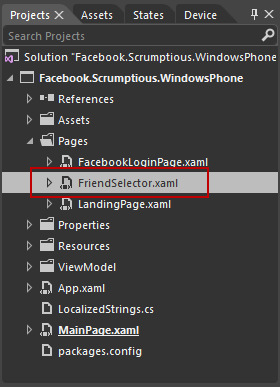 Projects Assets States Device
Search Projects
Solution "Facebook.Scrumptious.WindowsPhone
Facebook.Scrumptious.WindowsPhone
References
Assets
Pages
FacebookLoginPage.xaml
FriendSelector.xaml
LandingPage.xaml
Properties
Resources
ViewModel
App.xaml
LocalizedStrings.cs
MainPage.xaml
packages.config